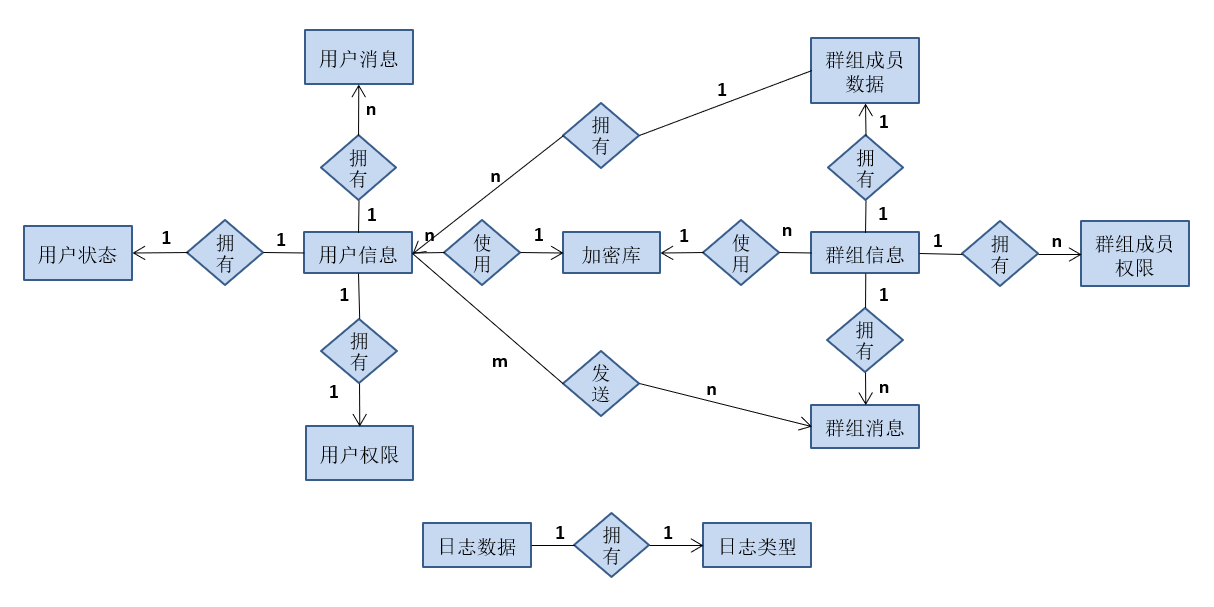 用户消息
群组成员
数据
n
1
拥
有
1
拥
有
1
拥
有
n
1
1
用户状态
1
拥
有
1
用户信息
n
使
用
1
加密库
1
使
用
n
群组信息
1
拥
有
n
群组成员
权限
1
1
拥
有
拥
有
m
发
送
n
n
1
群组消息
用户权限
日志数据
1
拥
有
1
日志类型